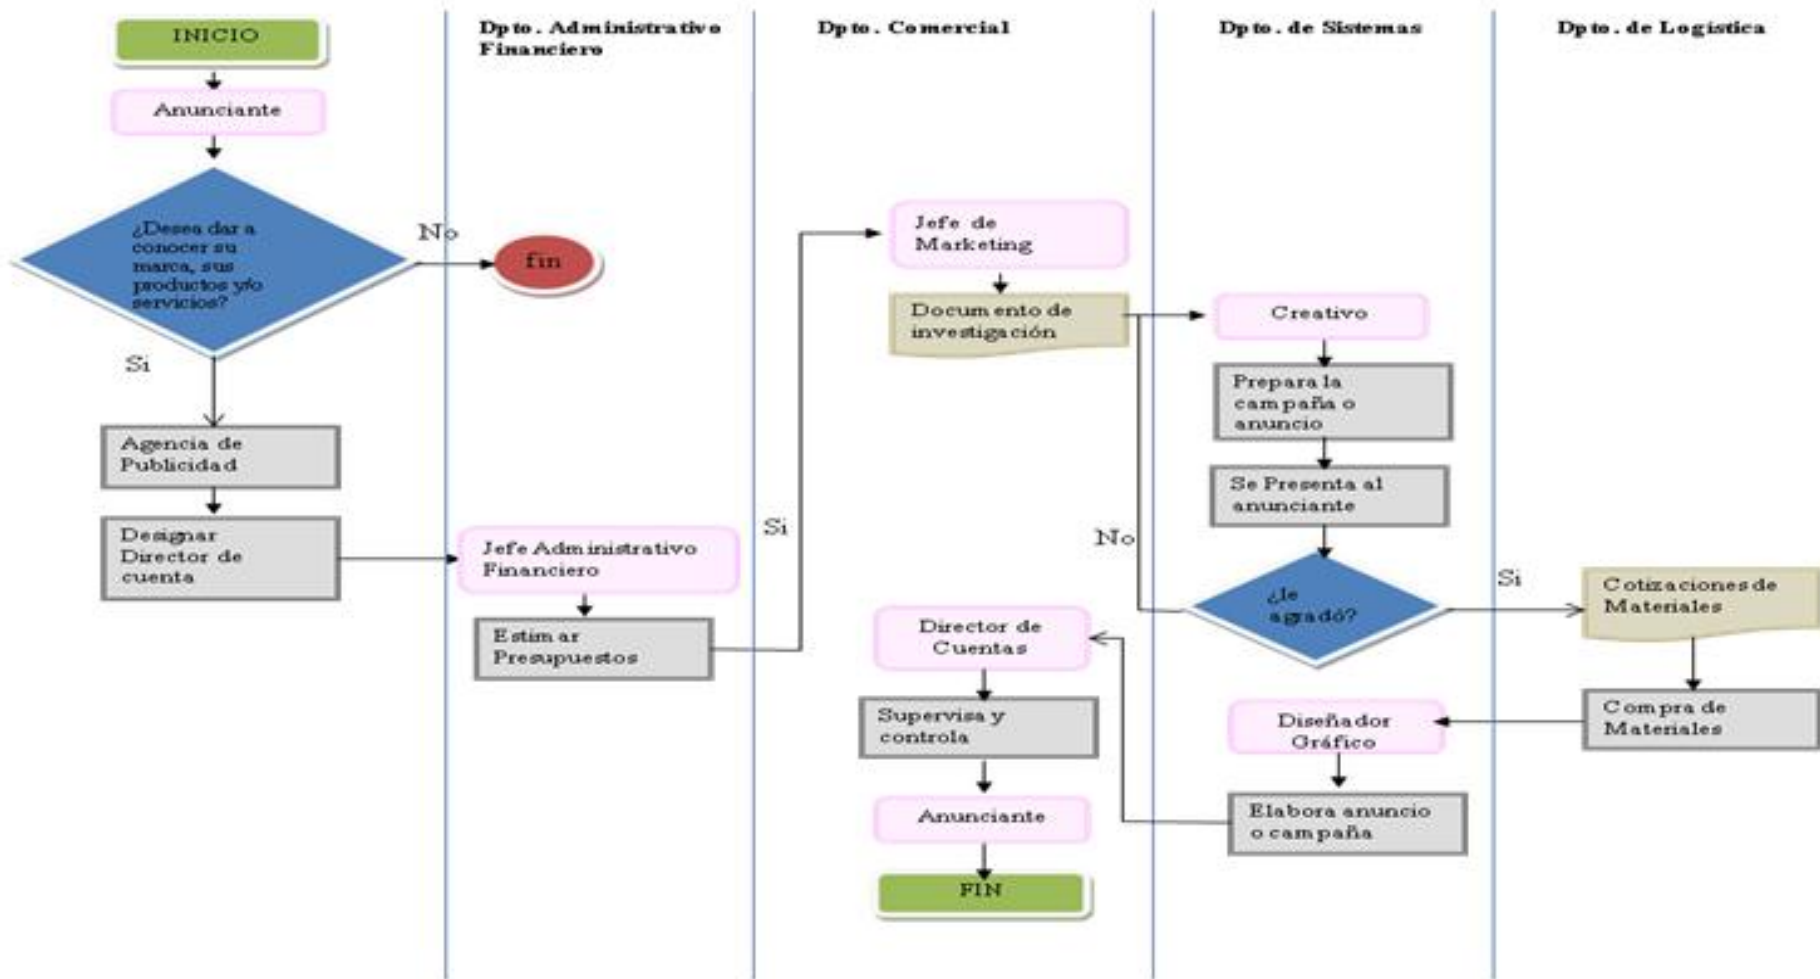 INICIO
Anunciante
¿Desea dar a
conocer su
marca, sus
productos y/o
servicios?
No
fin
Si
Agencia de
Publicidad
Designar
Director de
cuenta
Dpto. Administrativo
Financiero
Jefe Administrativo
Financiero
Estimar
Presupuestos
Si
Dpto. Comercial
Jefe de
Marketing
Documento de
investigación
No
Director de
Cuentas
Supervisa y
controla
Anunciante
FIN
Dpto. de Sistemas
Creativo
Prepara la
campaña o
anuncio
Se Presenta al
anunciante
¿le
agradó?
Si
Diseñador
Gráfico
Elabora anuncio
o campaña
Dpto. de Logística
Cotizaciones de
Materiales
Compra de
Materiales